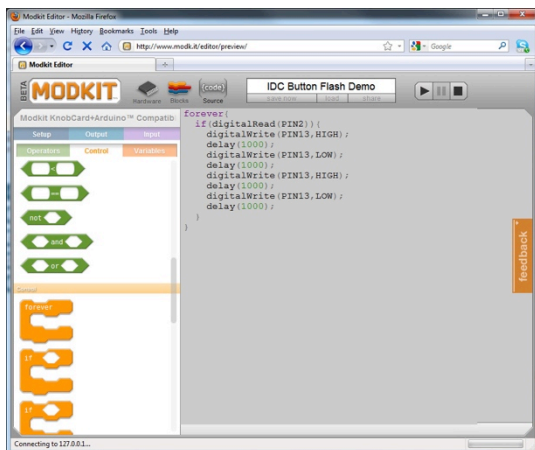 Modkit Editor - Mozilla Firefox
File Edit View History Bookmarks Tools Help
http://www.modk.it/editor/preview/
Google
Modkit Editor
BETA
MODKIT
Hardware
Blocks
{code}
Source
IDC Button Flash Demo
save now
load
share
Modkit KnobCard+Arduino™ Compatib
Setup
Output
Input
Operators
Control
Variables
<
==
not
and
or
Control
forever
if
if
forever{
if(digitalRead(PIN2)){
digitalWrite(PIN13,HIGH);
delay(1000);
digitalWrite(PIN13,LOW);
delay(1000);
digitalWrite(PIN13,HIGH);
delay(1000);
digitalWrite(PIN13,LOW);
delay(1000);
}
}
feedback
Connecting to 127.0.0.1...